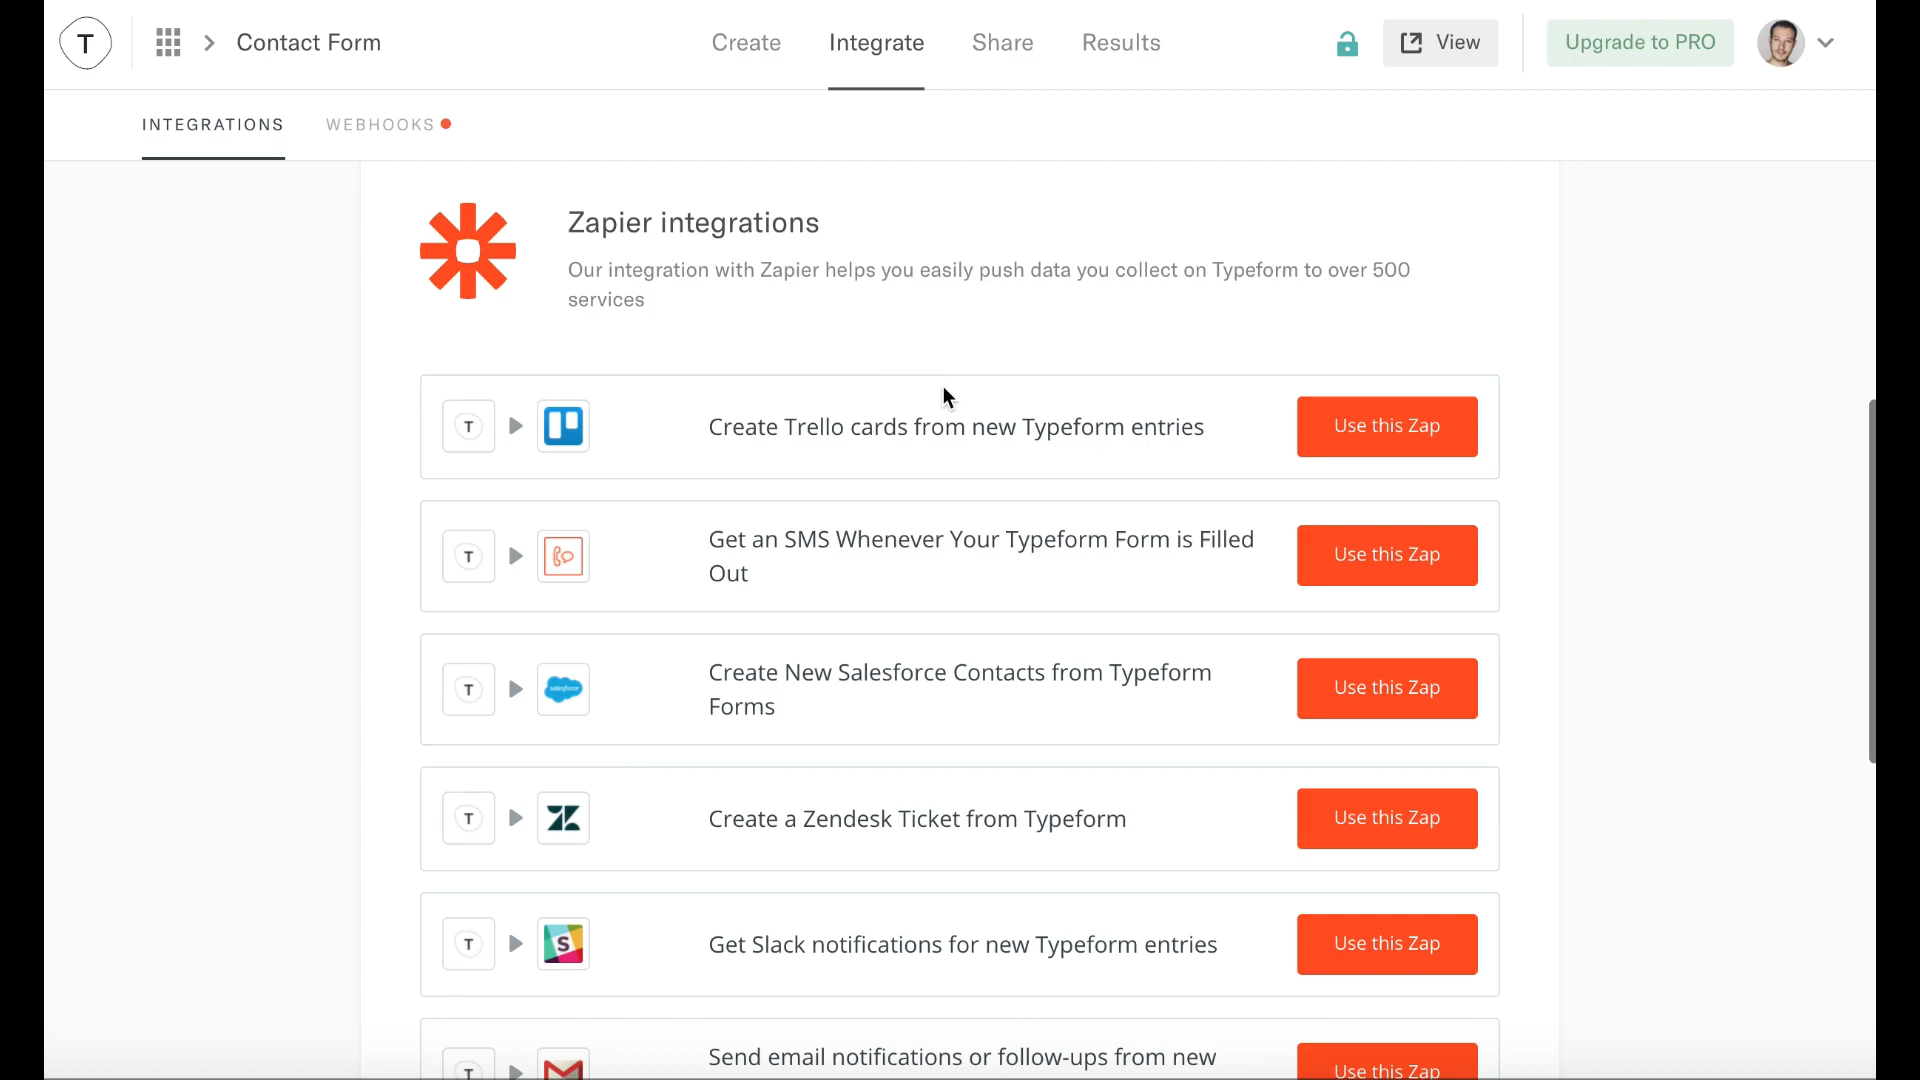 T
Contact Form
Create
Integrate
Share
Results
View
Upgrade to PRO
INTEGRATIONS
WEBHOOKS
Zapier integrations
Our integration with Zapier helps you easily push data you collect on Typeform to over 500
services
T
Create Trello cards from new Typeform entries
Use this Zap
T
Get an SMS Whenever Your Typeform Form is Filled
Out
Use this Zap
T
salesforce
Create New Salesforce Contacts from Typeform
Forms
Use this Zap
T
Create a Zendesk Ticket from Typeform
Use this Zap
T
S
Get Slack notifications for new Typeform entries
Use this Zap
T
Send email notifications or follow-ups from new
Use this Zap